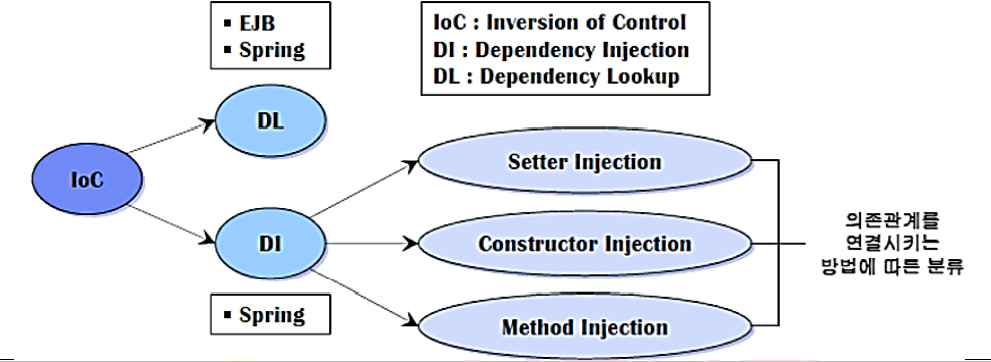 ▪ EJB
▪ Spring
IoC : Inversion of Control
DI : Dependency Injection
DL : Dependency Lookup
DL
IoC
DI
Setter Injection
Constructor Injection
Method Injection
의존관계를
연결시키는
방법에 따른 분류
▪ Spring